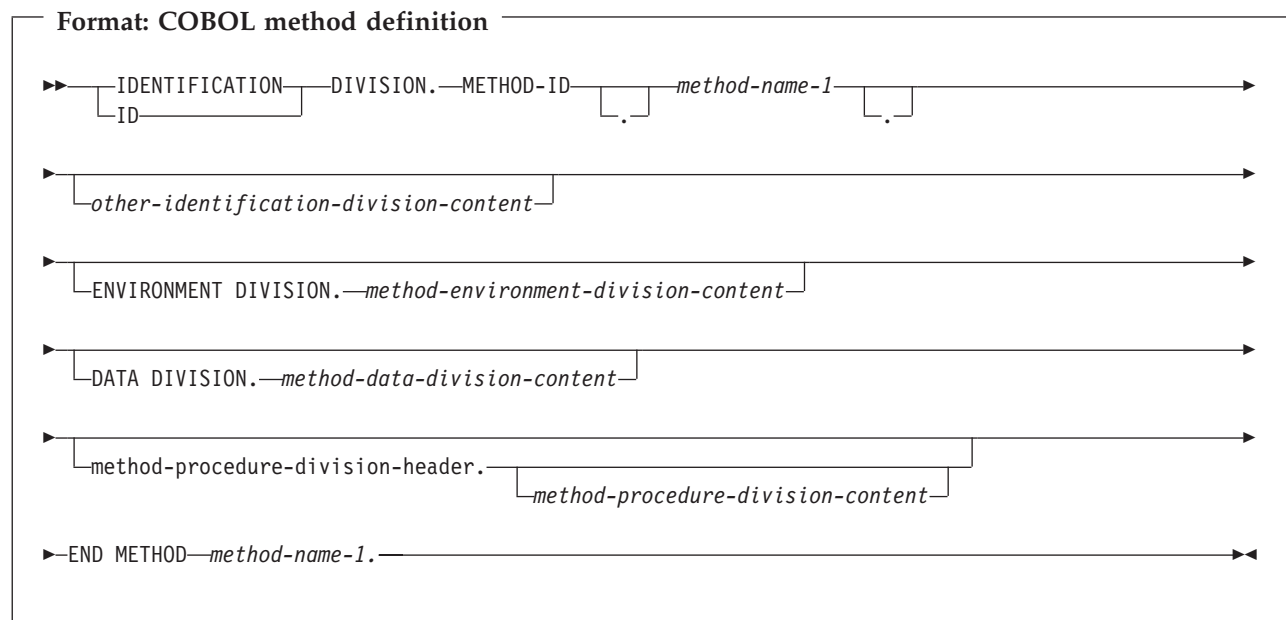 Format: COBOL method definition
IDENTIFICATION DIVISION. METHOD-ID . method-name-1 .
ID
other-identification-division-content
ENVIRONMENT DIVISION. method-environment-division-content
DATA DIVISION. method-data-division-content
method-procedure-division-header.
method-procedure-division-content
END METHOD method-name-1.